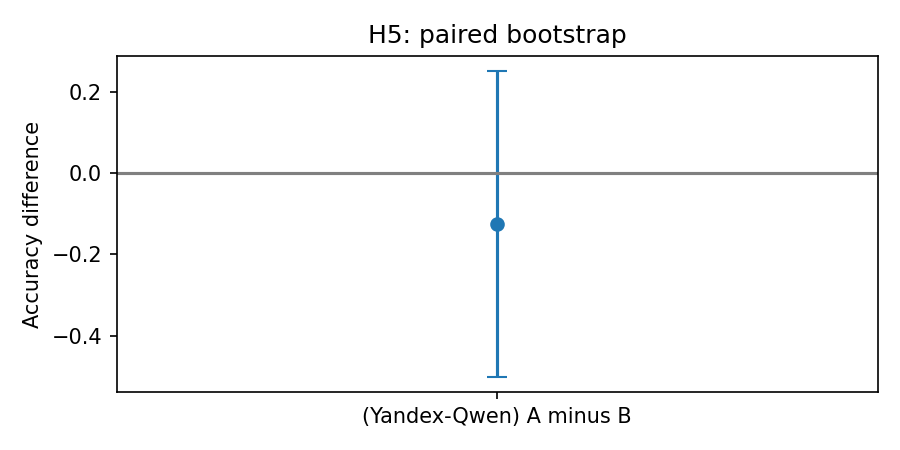 H5: paired bootstrap
Accuracy difference
0.2
0.0
−0.2
−0.4
(Yandex-Qwen) A minus B